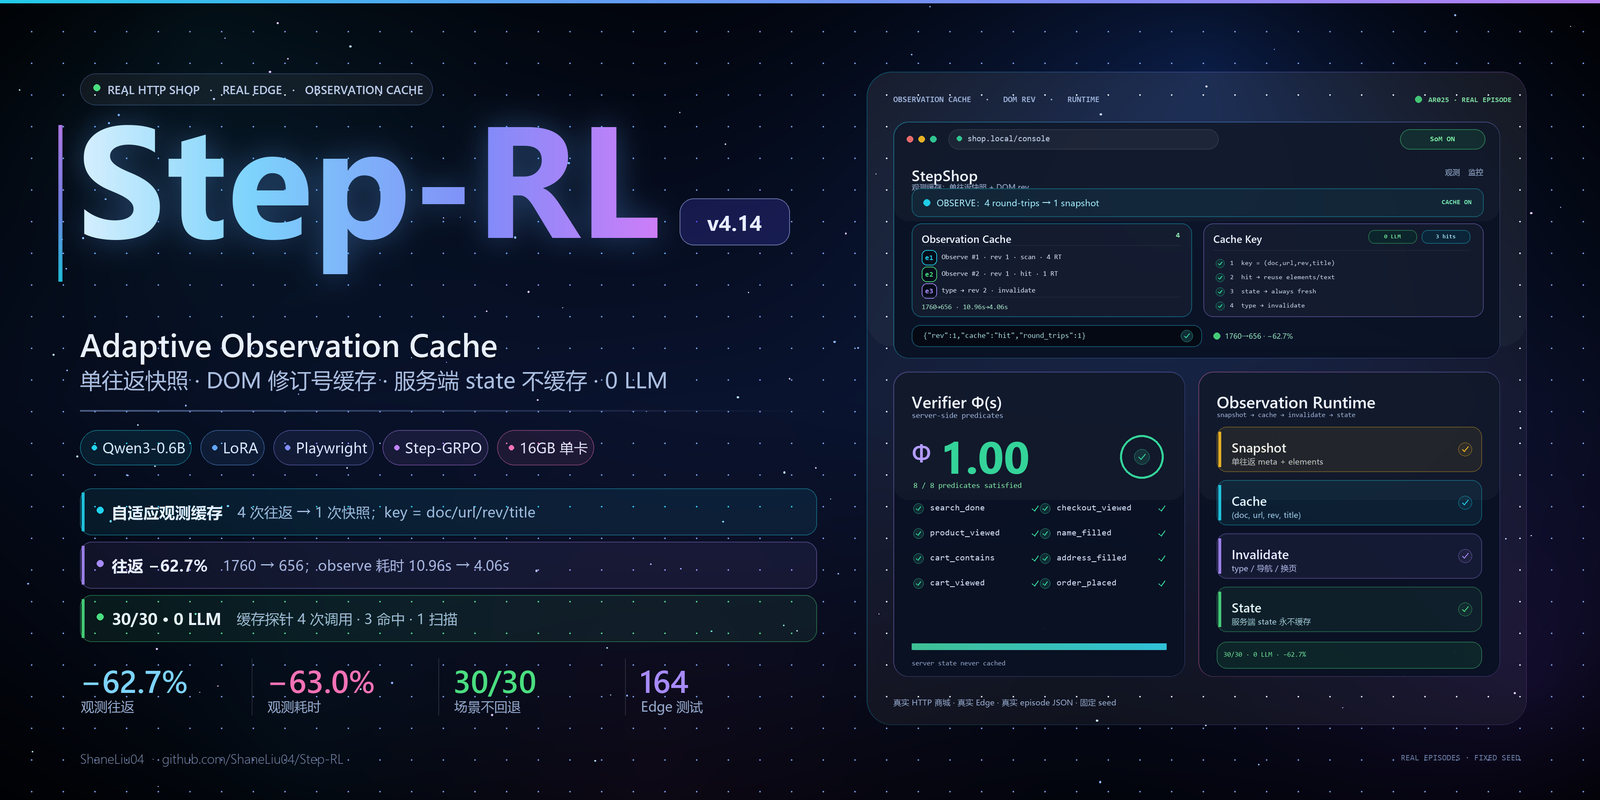 REAL HTTP SHOP · REAL EDGE · OBSERVATION CACHE
Step-RL
v4.14
Adaptive Observation Cache
单往返快照 · DOM 修订号缓存 · 服务端 state 不缓存 · 0 LLM
Qwen3-0.6B
LoRA
Playwright
Step-GRPO
16GB 单卡
自适应观测缓存 4 次往返 → 1 次快照; key = doc/url/rev/title
往返 −62.7% 1760 → 656; observe 耗时 10.96s → 4.06s
30/30 • 0 LLM 缓存探针 4 次调用 · 3 命中 · 1 扫描
−62.7%
观测往返
−63.0%
观测耗时
30/30
场景不回退
164
Edge 测试
ShaneLiu04 · github.com/ShaneLiu04/Step-RL
OBSERVATION CACHE · DOM REV · RUNTIME
AR025 · REAL EPISODE
shop.local/console
SoM ON
StepShop
观测缓存: 单往返快照 + DOM rev
观测 监控
OBSERVE: 4 round-trips → 1 snapshot
CACHE ON
Observation Cache
4
e1 Observe #1 · rev 1 · scan · 4 RT
e2 Observe #2 · rev 1 · hit · 1 RT
e3 type → rev 2 · invalidate
1760→656 · 10.96s→4.06s
Cache Key
0 LLM
3 hits
1 key = (doc,url,rev,title)
2 hit → reuse elements/text
3 state → always fresh
4 type → invalidate
{"rev":1,"cache":"hit","round_trips":1}
1760→656 · −62.7%
Verifier Φ(s)
server-side predicates
Φ 1.00
8 / 8 predicates satisfied
search_done
checkout_viewed
product_viewed
name_filled
cart_contains
address_filled
cart_viewed
order_placed
server state never cached
Observation Runtime
snapshot → cache → invalidate → state
Snapshot
单往返 meta + elements
Cache
(doc, url, rev, title)
Invalidate
type / 导航 / 换页
State
服务端 state 永不缓存
30/30 · 0 LLM · −62.7%
真实 HTTP 商城 · 真实 Edge · 真实 episode JSON · 固定 seed
REAL EPISODES · FIXED SEED